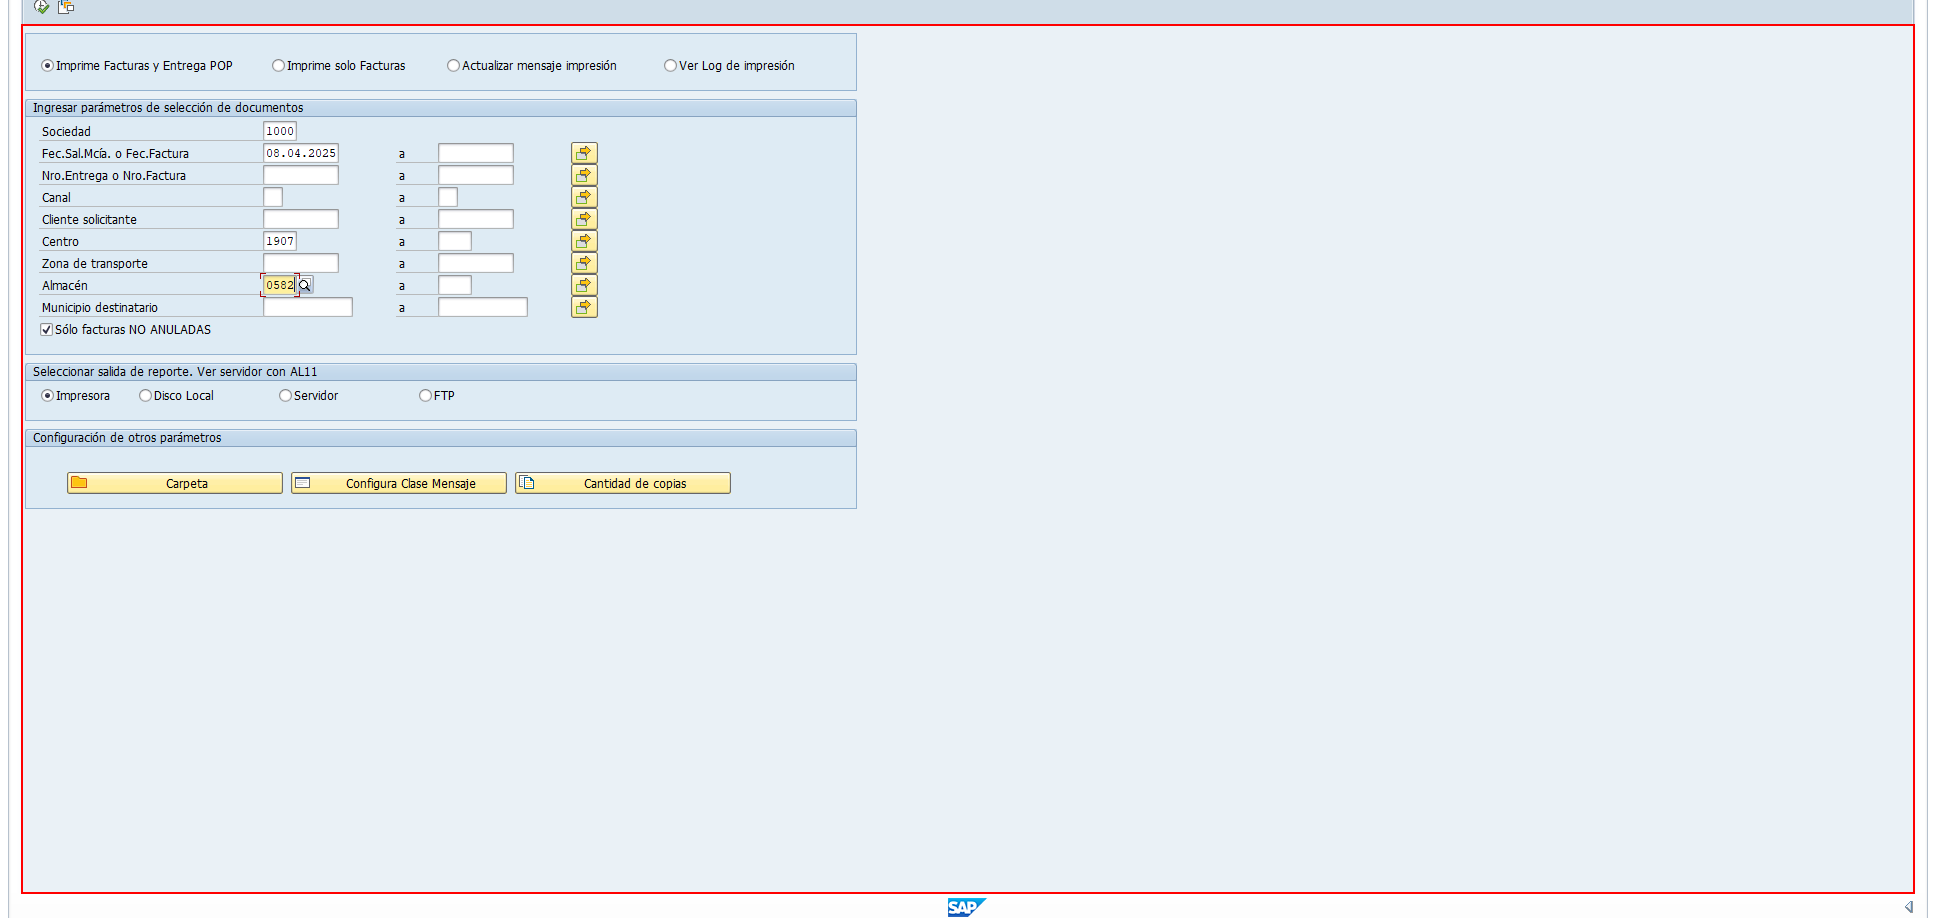 Imprime Facturas y Entrega POP Imprime solo Facturas Actualizar mensaje impresión Ver Log de impresión
Ingresar parámetros de selección de documentos
Sociedad 1000
Fec.Sal.Mcía. o Fec.Factura 08.04.2025 a
Nro.Entrega o Nro.Factura a
Canal a
Cliente solicitante a
Centro 1907 a
Zona de transporte a
Almacén 0582 a
Municipio destinatario a
Sólo facturas NO ANULADAS
Seleccionar salida de reporte. Ver servidor con AL11
Impresora Disco Local Servidor FTP
Configuración de otros parámetros
Carpeta Configura Clase Mensaje Cantidad de copias
SAP